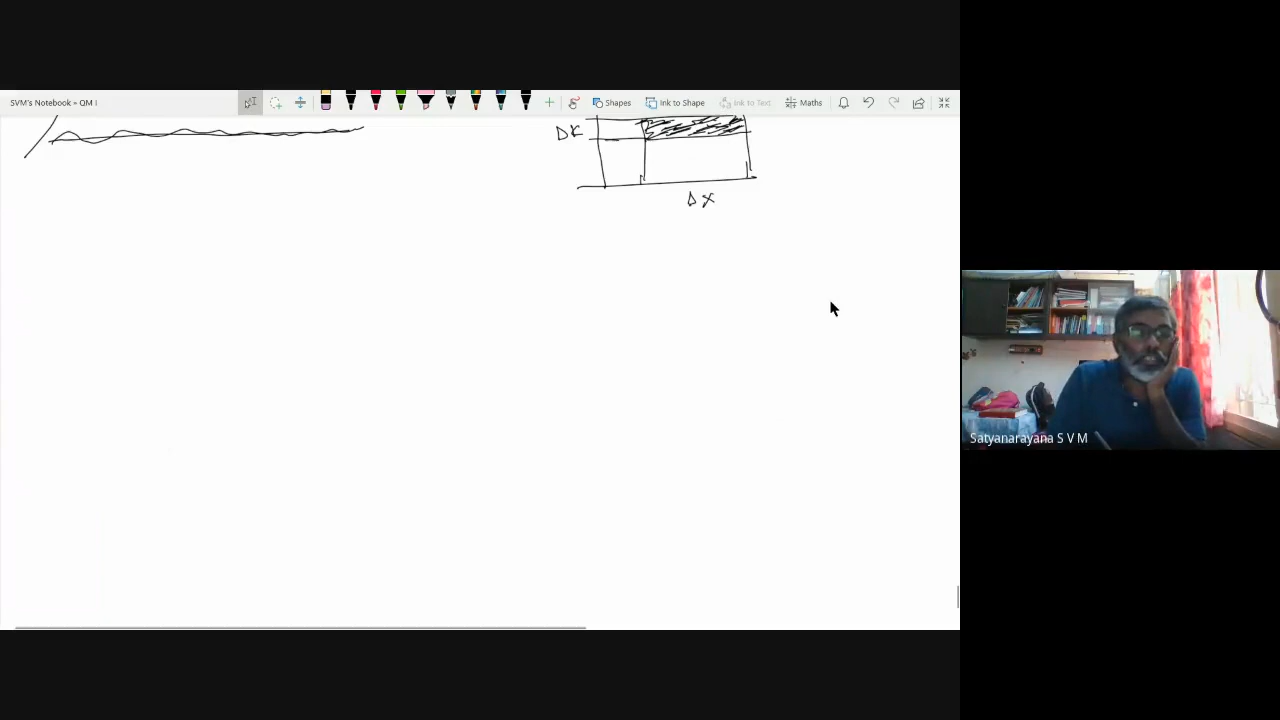 SVM's Notebook » QM I
Shapes
Ink to Shape
Ink to Text
Maths
ΔK
Δx
Satyanarayana S V M